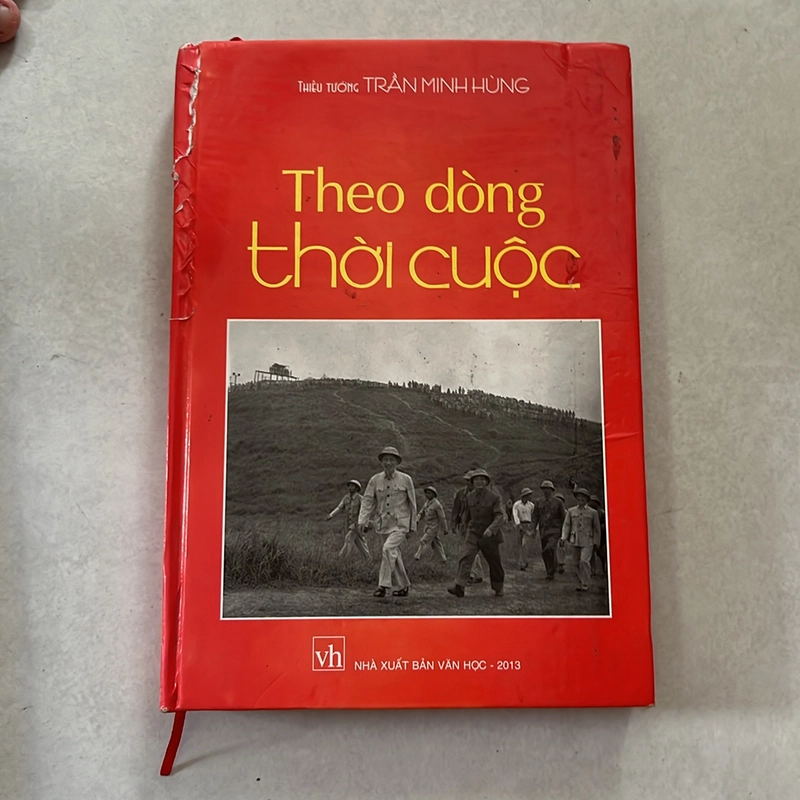 THIẾU TƯỚNG TRẦN MINH HÙNG
Theo dòng
thời cuộc
vh
NHÀ XUẤT BẢN VĂN HỌC - 2013